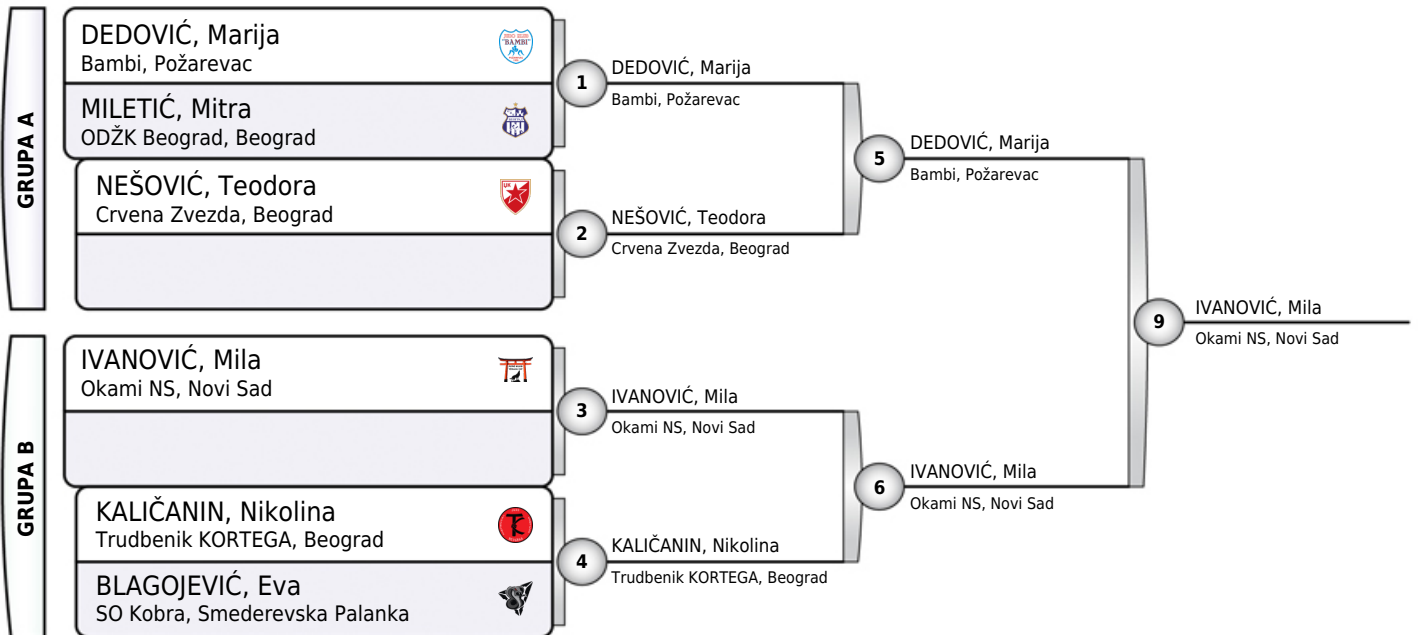 GRUPA A
DEDOVIĆ, Marija
Bambi, Požarevac
"BAMBI"
MILETIĆ, Mitra
ODŽK Beograd, Beograd
NEŠOVIĆ, Teodora
Crvena Zvezda, Beograd
1
DEDOVIĆ, Marija
Bambi, Požarevac
2
NEŠOVIĆ, Teodora
Crvena Zvezda, Beograd
5
DEDOVIĆ, Marija
Bambi, Požarevac
GRUPA B
IVANOVIĆ, Mila
Okami NS, Novi Sad
KALIČANIN, Nikolina
Trudbenik KORTEGA, Beograd
BLAGOJEVIĆ, Eva
SO Kobra, Smederevska Palanka
3
IVANOVIĆ, Mila
Okami NS, Novi Sad
4
KALIČANIN, Nikolina
Trudbenik KORTEGA, Beograd
6
IVANOVIĆ, Mila
Okami NS, Novi Sad
9
IVANOVIĆ, Mila
Okami NS, Novi Sad